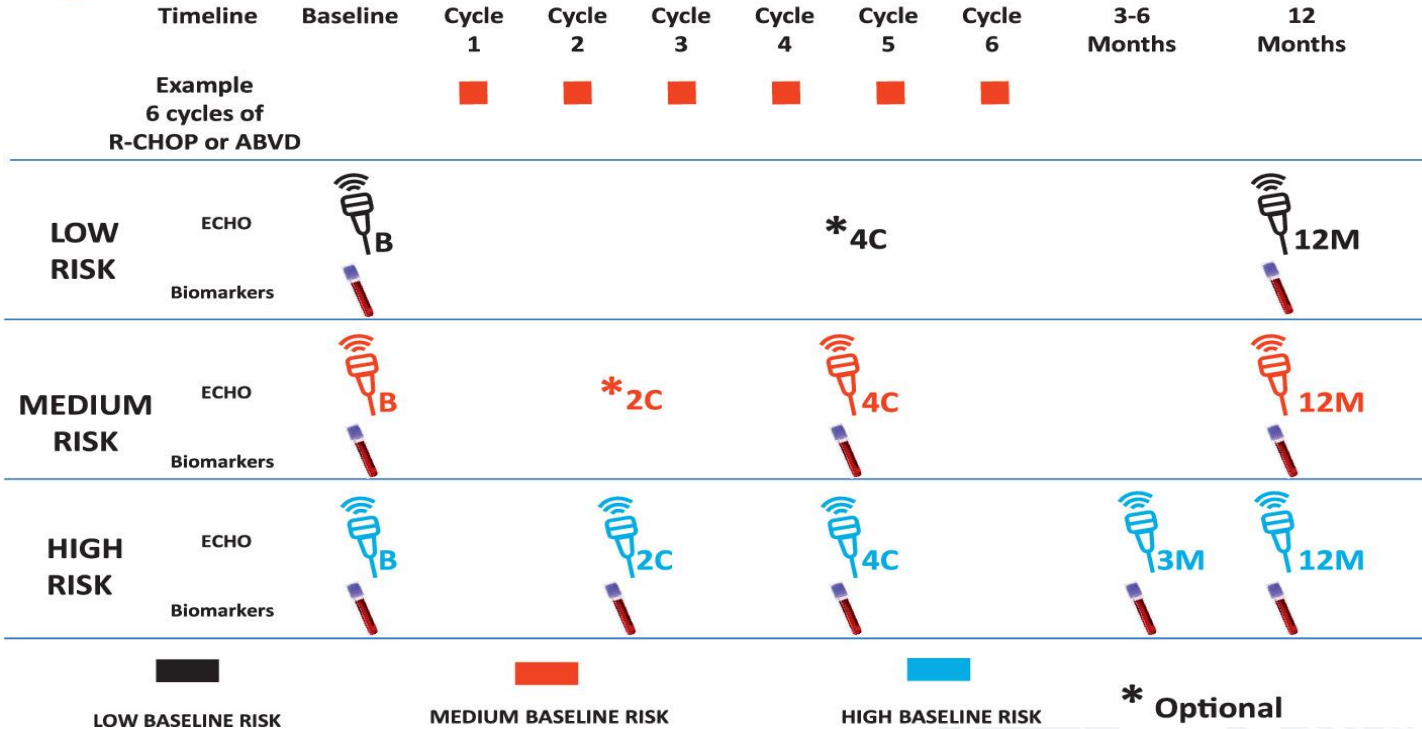 Timeline Baseline Cycle 1 Cycle 2 Cycle 3 Cycle 4 Cycle 5 Cycle 6 3-6 Months 12 Months
Example
6 cycles of
R-CHOP or ABVD
LOW
RISK
ECHO
B
*4C
12M
Biomarkers
MEDIUM
RISK
ECHO
B
*2C
4C
12M
Biomarkers
HIGH
RISK
ECHO
B
2C
4C
3M
12M
Biomarkers
LOW BASELINE RISK
MEDIUM BASELINE RISK
HIGH BASELINE RISK
* Optional